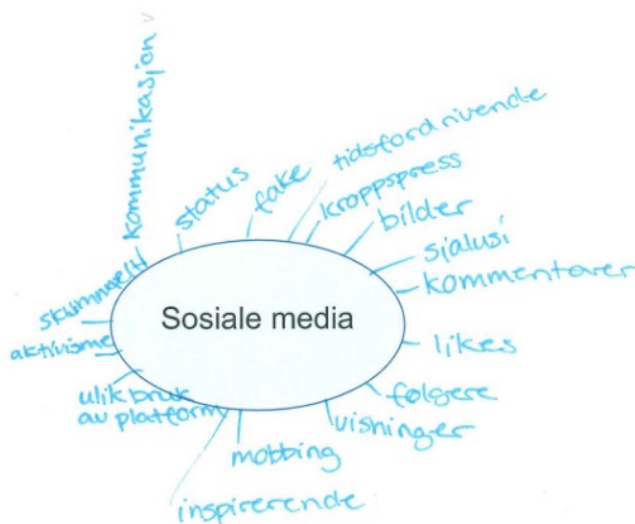 kommunikasjon
status
fake
tidsfordrivende
kroppspress
bilder
sjalusi
kommentarer
likes
følgere
visninger
mobbing
inspirerende
ulik bruk
av platform
aktivisme
Sosiale media